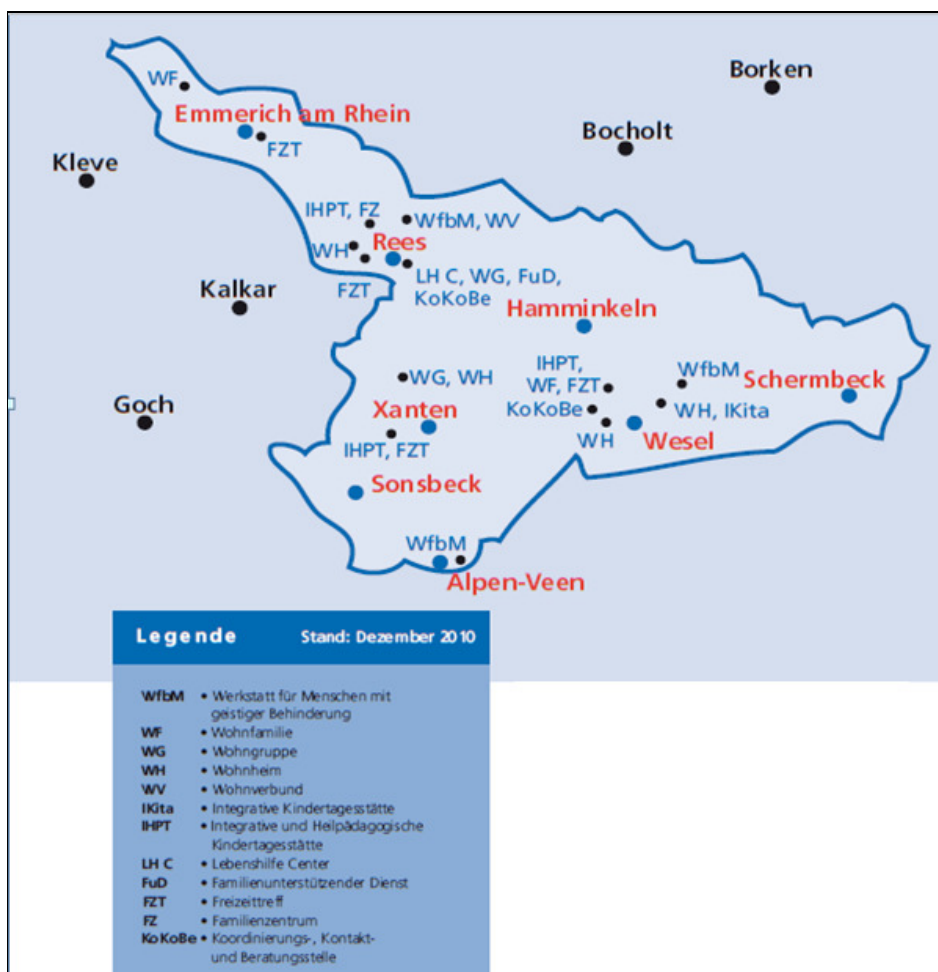 Borken
WF
Emmerich am Rhein
Bocholt
FZT
Kleve
IHPT, FZ
WfbM, WV
WH
Rees
FZT
LH C, WG, FuD,
KoKoBe
Kalkar
Hamminkeln
IHPT,
WF, FZT
WfbM
WG, WH
Schermbeck
Goch
Xanten
KoKoBe
WH, IKita
WH
Wesel
IHPT, FZT
Sonsbeck
WfbM
Alpen-Veen
Legende Stand: Dezember 2010
WfbM • Werkstatt für Menschen mit
geistiger Behinderung
WF • Wohnfamilie
WG • Wohngruppe
WH • Wohnheim
WV • Wohnverbund
IKita • Integrative Kindertagesstätte
IHPT • Integrative und Heilpädagogische
Kindertagesstätte
LH C • Lebenshilfe Center
FuD • Familienunterstützender Dienst
FZT • Freizeittreff
FZ • Familienzentrum
KoKoBe • Koordinierungs-, Kontakt-
und Beratungsstelle